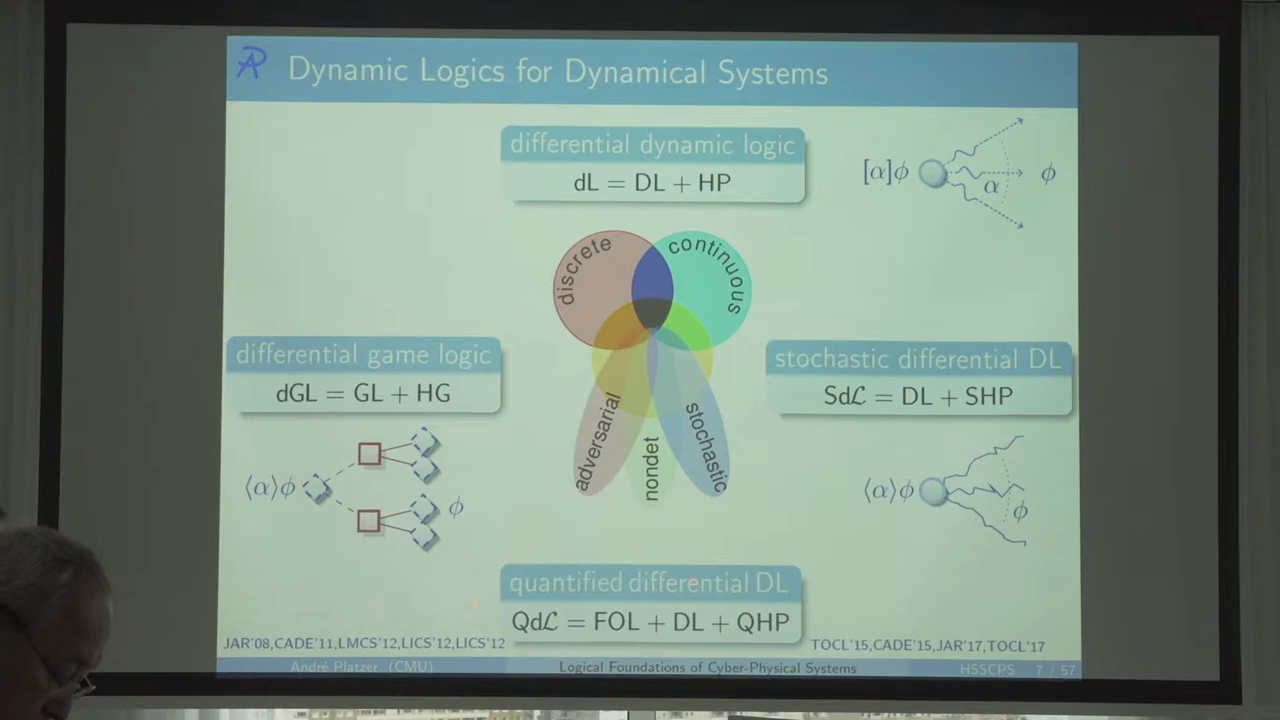 Dynamic Logics for Dynamical Systems
differential dynamic logic
dL = DL + HP
[α]ϕ
α
ϕ
discrete
continuous
adversarial
nondet
stochastic
differential game logic
dGL = GL + HG
⟨α⟩ϕ
ϕ
stochastic differential DL
Sdℒ = DL + SHP
⟨α⟩ϕ
ϕ
quantified differential DL
Qdℒ = FOL + DL + QHP
JAR'08,CADE'11,LMCS'12,LICS'12,LICS'12
TOCL'15,CADE'15,JAR'17,TOCL'17
André Platzer (CMU)
Logical Foundations of Cyber-Physical Systems
HSSCPS
7 / 57